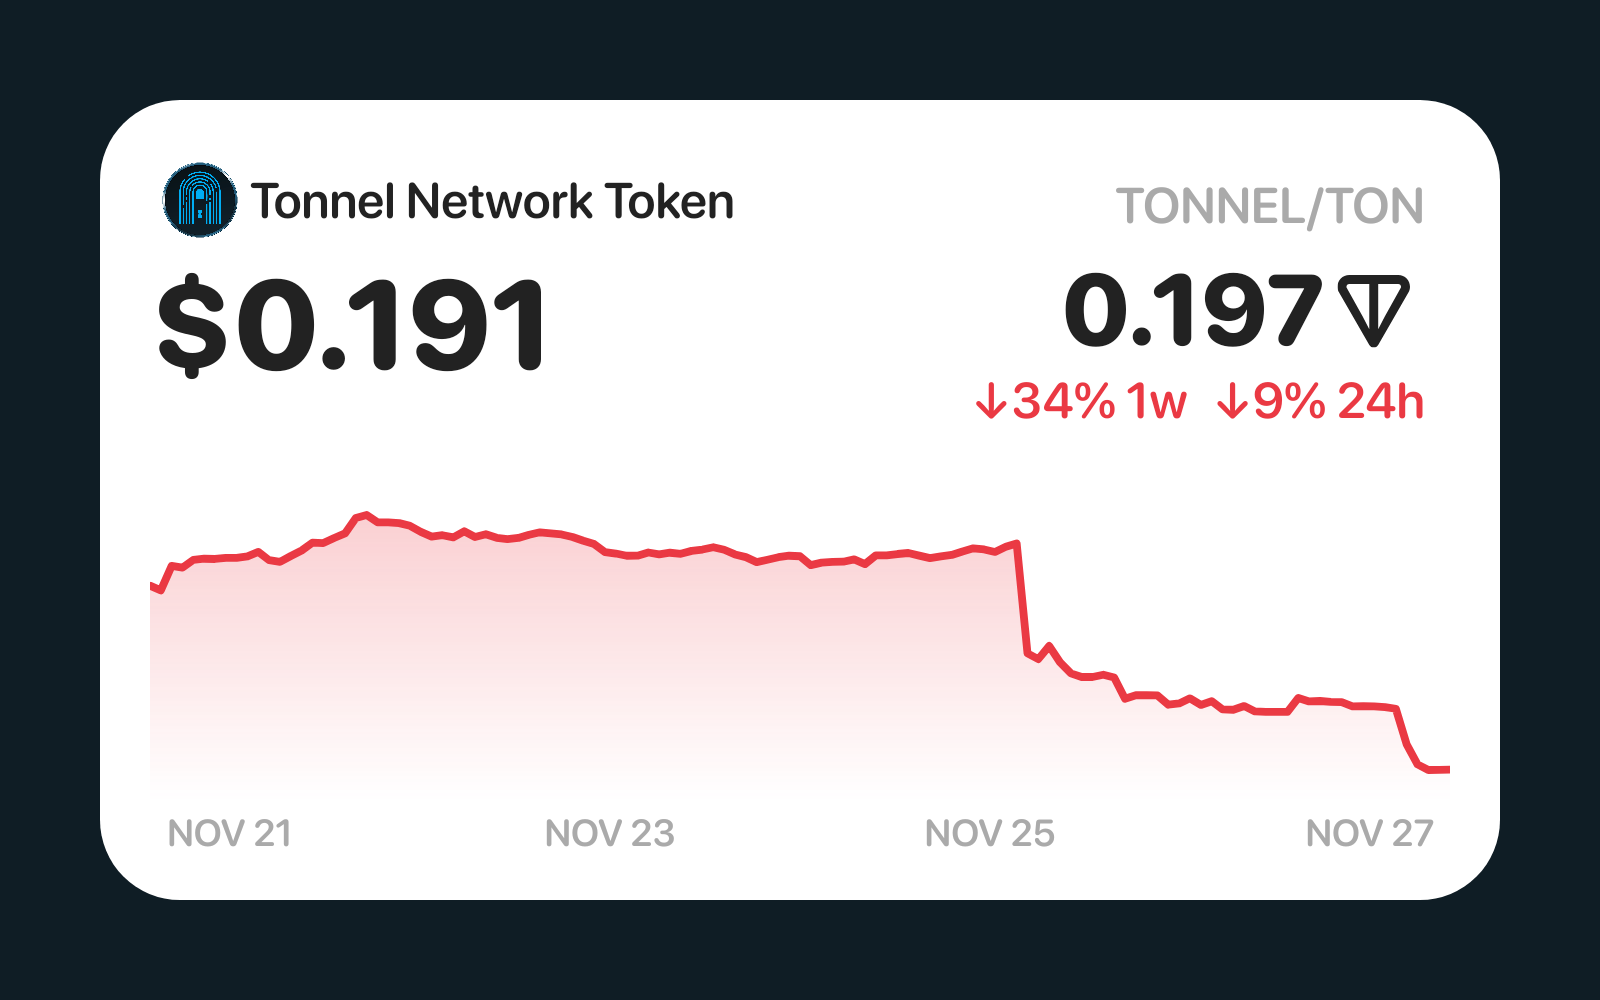 Tonnel Network Token
TONNEL/TON
$0.191
0.197
↓34% 1w ↓9% 24h
NOV 21
NOV 23
NOV 25
NOV 27